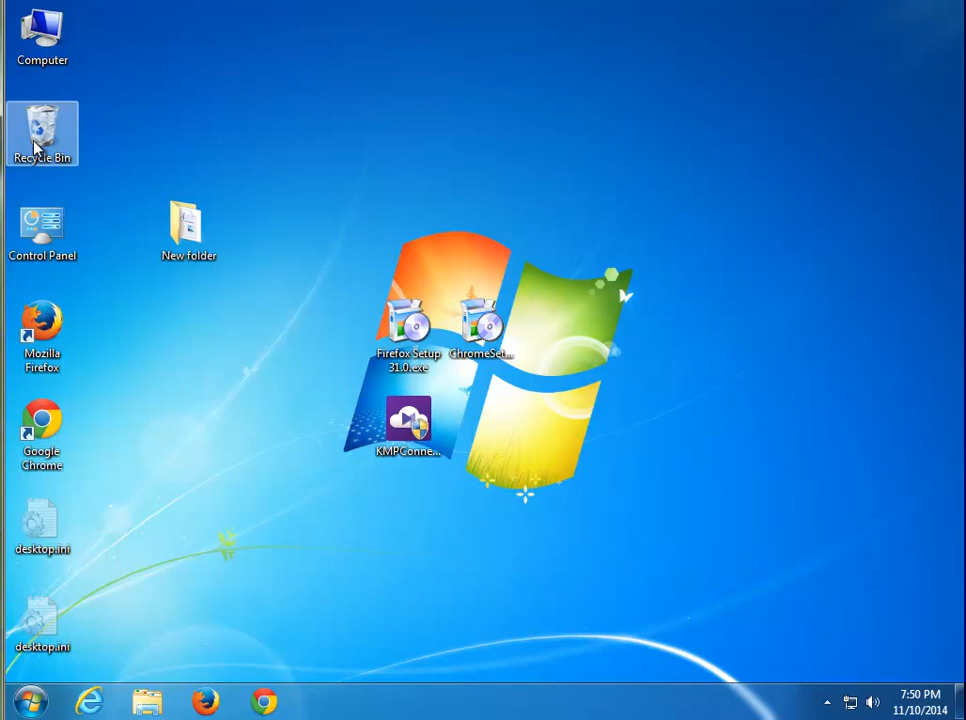 Computer
Recycle Bin
Control Panel
New folder
Mozilla
Firefox
Firefox Setup
31.0.exe
ChromeSet...
Google
Chrome
KMPConne...
desktop.ini
desktop.ini
7:50 PM
11/10/2014